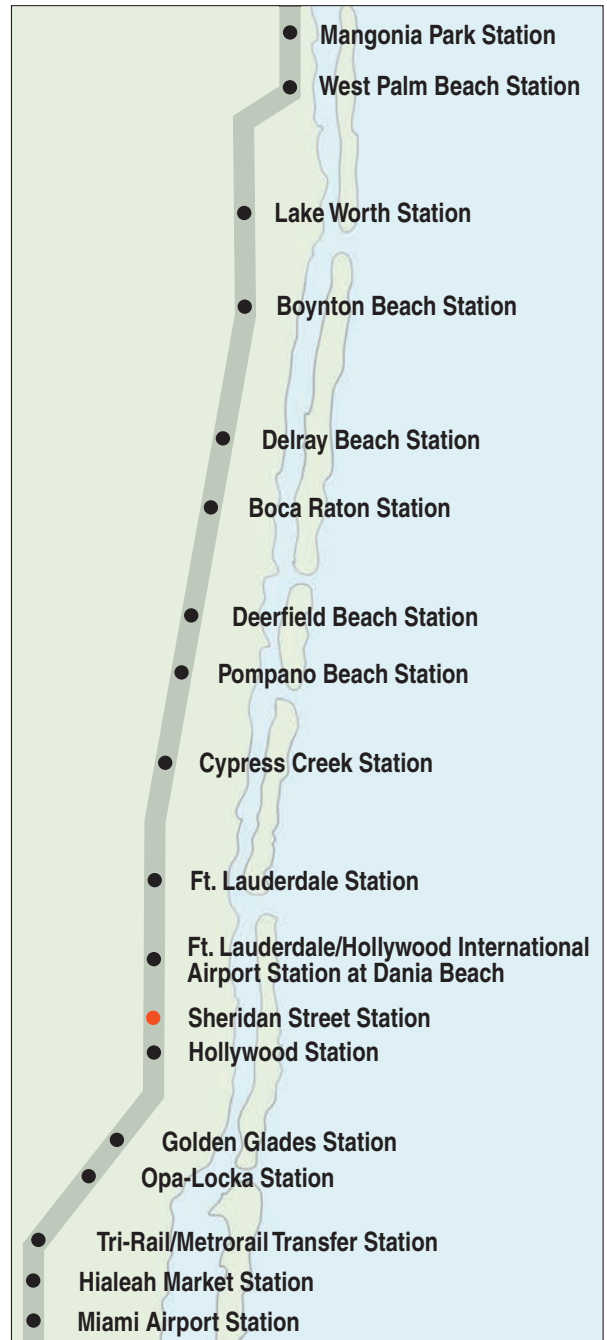 Mangonia Park Station
West Palm Beach Station
Lake Worth Station
Boynton Beach Station
Delray Beach Station
Boca Raton Station
Deerfield Beach Station
Pompano Beach Station
Cypress Creek Station
Ft. Lauderdale Station
Ft. Lauderdale/Hollywood International
Airport Station at Dania Beach
Sheridan Street Station
Hollywood Station
Golden Glades Station
Opa-Locka Station
Tri-Rail/Metrorail Transfer Station
Hialeah Market Station
Miami Airport Station